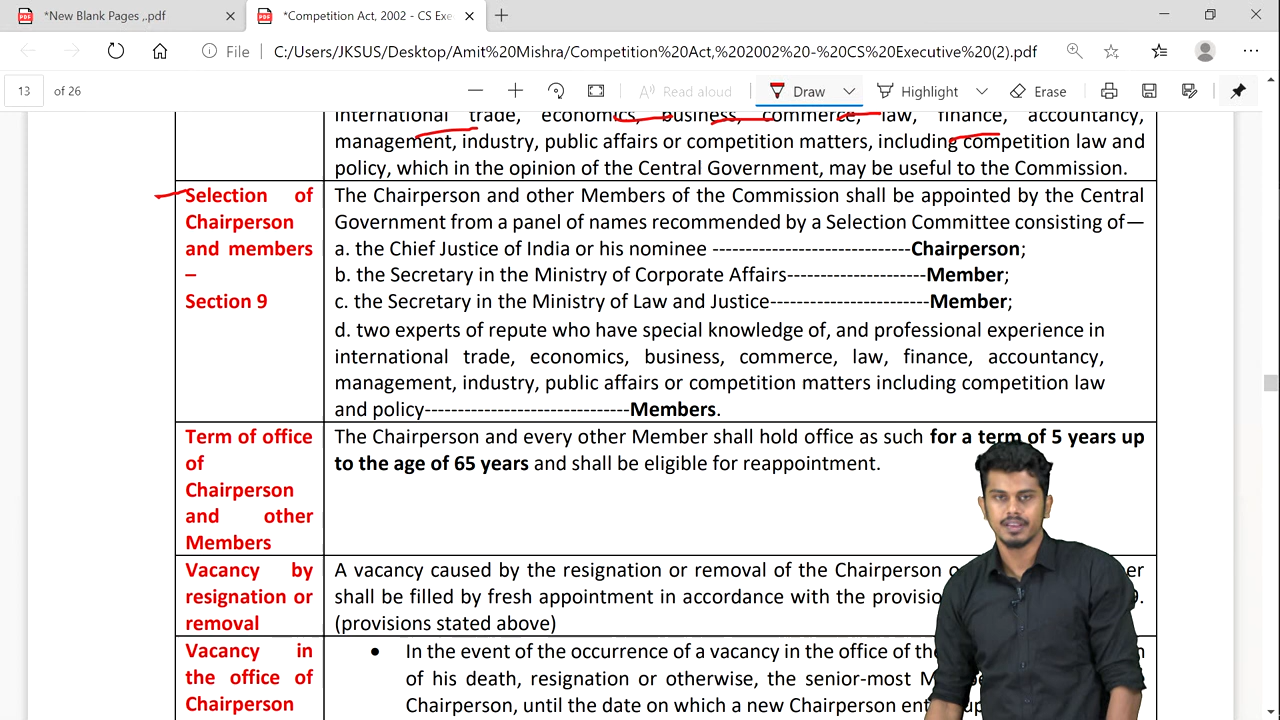 *New Blank Pages ,.pdf
*Competition Act, 2002 - CS Exe
File
C:/Users/JKSUS/Desktop/Amit%20Mishra/Competition%20Act,%202002%20-%20CS%20Executive%20(2).pdf
13 of 26
Read aloud
Draw
Highlight
Erase
international trade, economics, business, commerce, law, finance, accountancy,
management, industry, public affairs or competition matters, including competition law and
policy, which in the opinion of the Central Government, may be useful to the Commission.
Selection of
Chairperson
and members
–
Section 9
The Chairperson and other Members of the Commission shall be appointed by the Central
Government from a panel of names recommended by a Selection Committee consisting of—
a. the Chief Justice of India or his nominee ------------------------------Chairperson;
b. the Secretary in the Ministry of Corporate Affairs---------------------Member;
c. the Secretary in the Ministry of Law and Justice------------------------Member;
d. two experts of repute who have special knowledge of, and professional experience in
international trade, economics, business, commerce, law, finance, accountancy,
management, industry, public affairs or competition matters including competition law
and policy-------------------------------Members.
Term of office
of
Chairperson
and other
Members
The Chairperson and every other Member shall hold office as such for a term of 5 years up
to the age of 65 years and shall be eligible for reappointment.
Vacancy by
resignation or
removal
A vacancy caused by the resignation or removal of the Chairperson
shall be filled by fresh appointment in accordance with the
(provisions stated above)
Vacancy in
the office of
Chairperson
• In the event of the occurrence of a vacancy in the office of
of his death, resignation or otherwise, the senior-most
Chairperson, until the date on which a new Chairperson